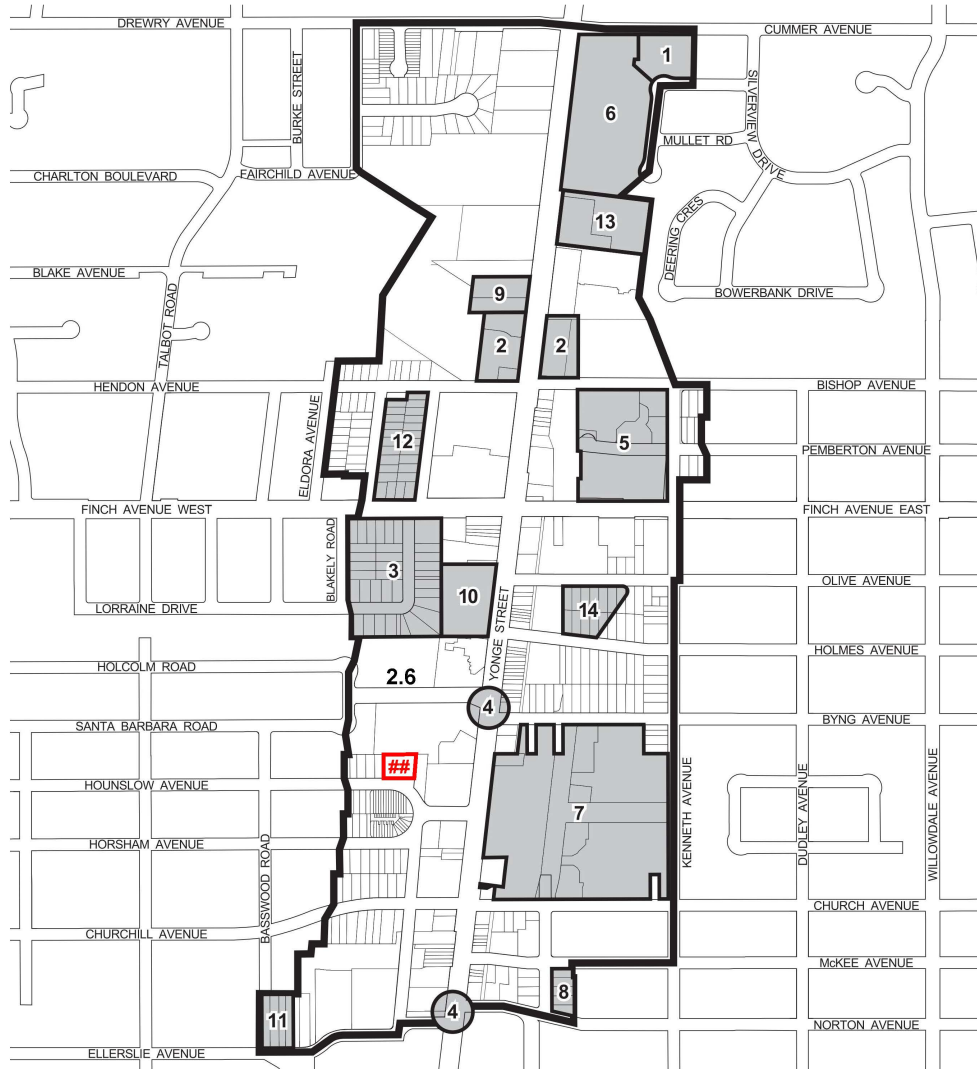 DREWRY AVENUE
CUMMER AVENUE
BURKE STREET
1
SILVERVIEW DRIVE
6
MULLET RD
CHARLTON BOULEVARD
FAIRCHILD AVENUE
13
DEERING CRES
BLAKE AVENUE
TALBOT ROAD
9
BOWERBANK DRIVE
2
2
HENDON AVENUE
BISHOP AVENUE
ELDORA AVENUE
12
5
PEMBERTON AVENUE
FINCH AVENUE WEST
FINCH AVENUE EAST
BLAKELY ROAD
3
10
YONGE STREET
14
OLIVE AVENUE
LORRAINE DRIVE
HOLMES AVENUE
HOLCOLM ROAD
2.6
4
SANTA BARBARA ROAD
BYNG AVENUE
##
HOUNSLOW AVENUE
7
KENNETH AVENUE
DUDLEY AVENUE
WILLOWDALE AVENUE
HORSHAM AVENUE
BASSWOOD ROAD
CHURCH AVENUE
CHURCHILL AVENUE
McKEE AVENUE
8
4
11
NORTON AVENUE
ELLERSLIE AVENUE